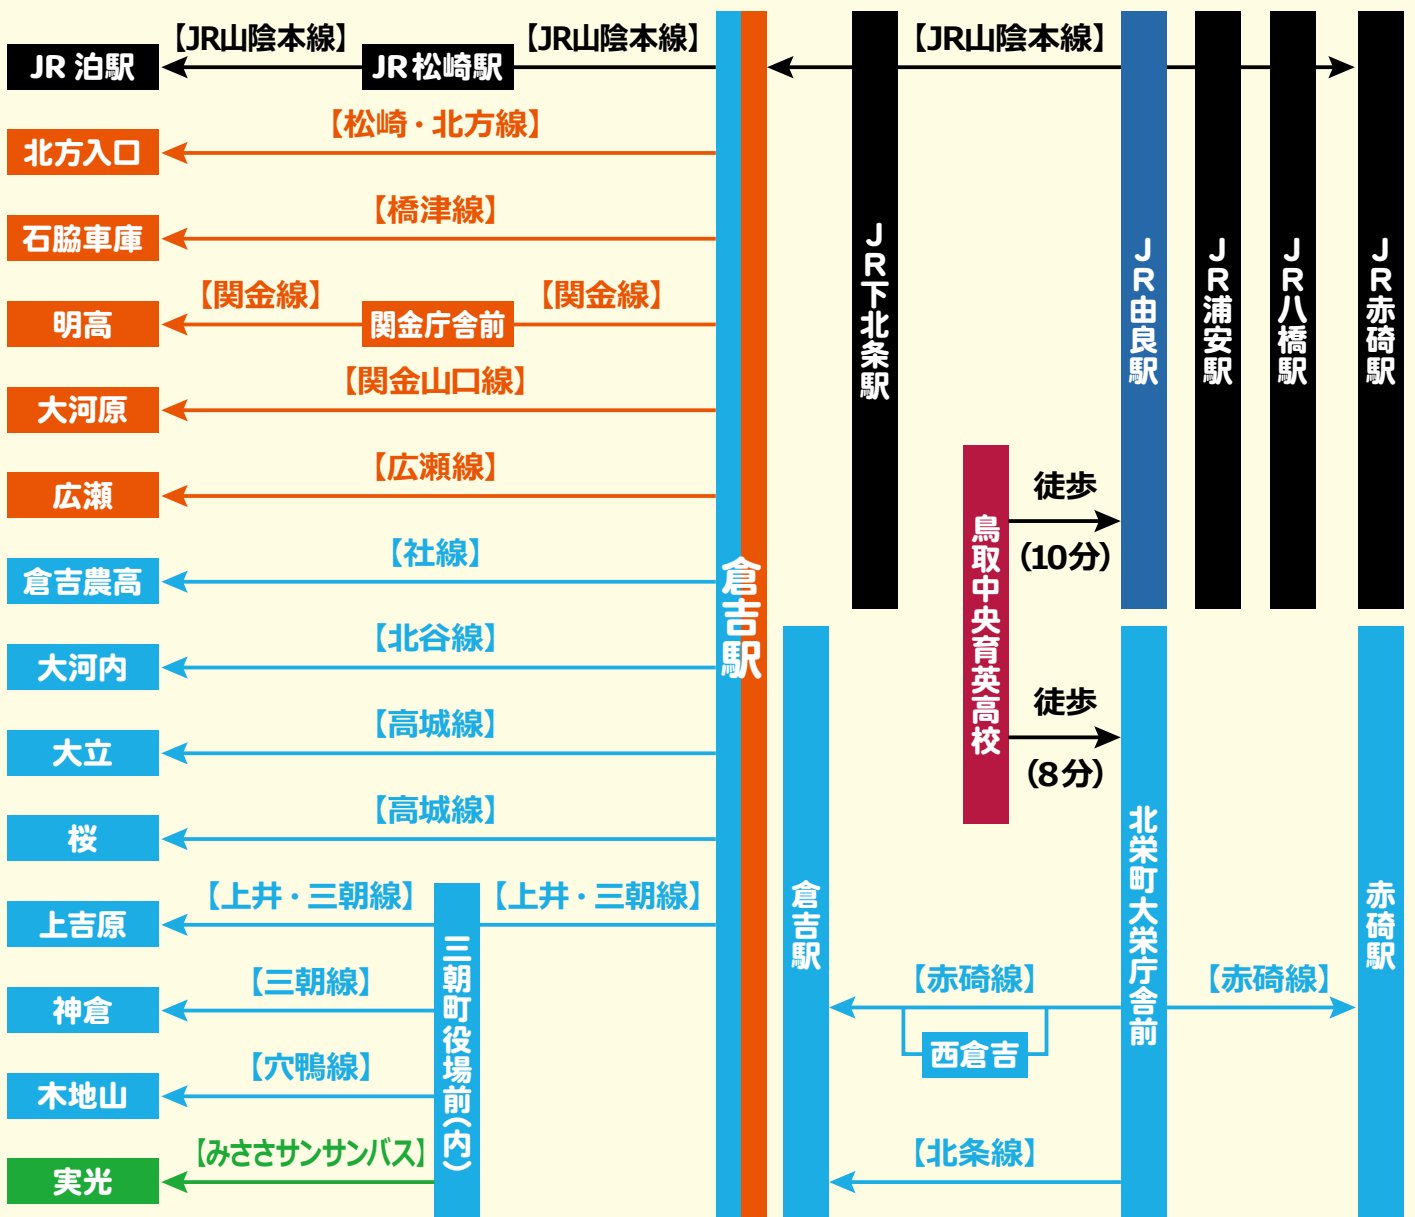 【JR山陰本線】
【JR山陰本線】
【JR山陰本線】
JR 泊駅
JR松崎駅
【松崎・北方線】
北方入口
【橋津線】
石脇車庫
【関金線】
【関金線】
明高
関金庁舎前
【関金山口線】
大河原
【広瀬線】
広瀬
【社線】
倉吉農高
【北谷線】
大河内
【高城線】
大立
【高城線】
桜
【上井・三朝線】
【上井・三朝線】
上吉原
【三朝線】
神倉
【穴鴨線】
木地山
【みささサンサンバス】
実光
三朝町役場前(内)
倉吉駅
JR下北条駅
JR由良駅
JR浦安駅
JR八橋駅
JR赤碕駅
鳥取中央育英高校
徒歩
(10分)
徒歩
(8分)
倉吉駅
北栄町大栄庁舎前
赤碕駅
【赤碕線】
【赤碕線】
西倉吉
【北条線】